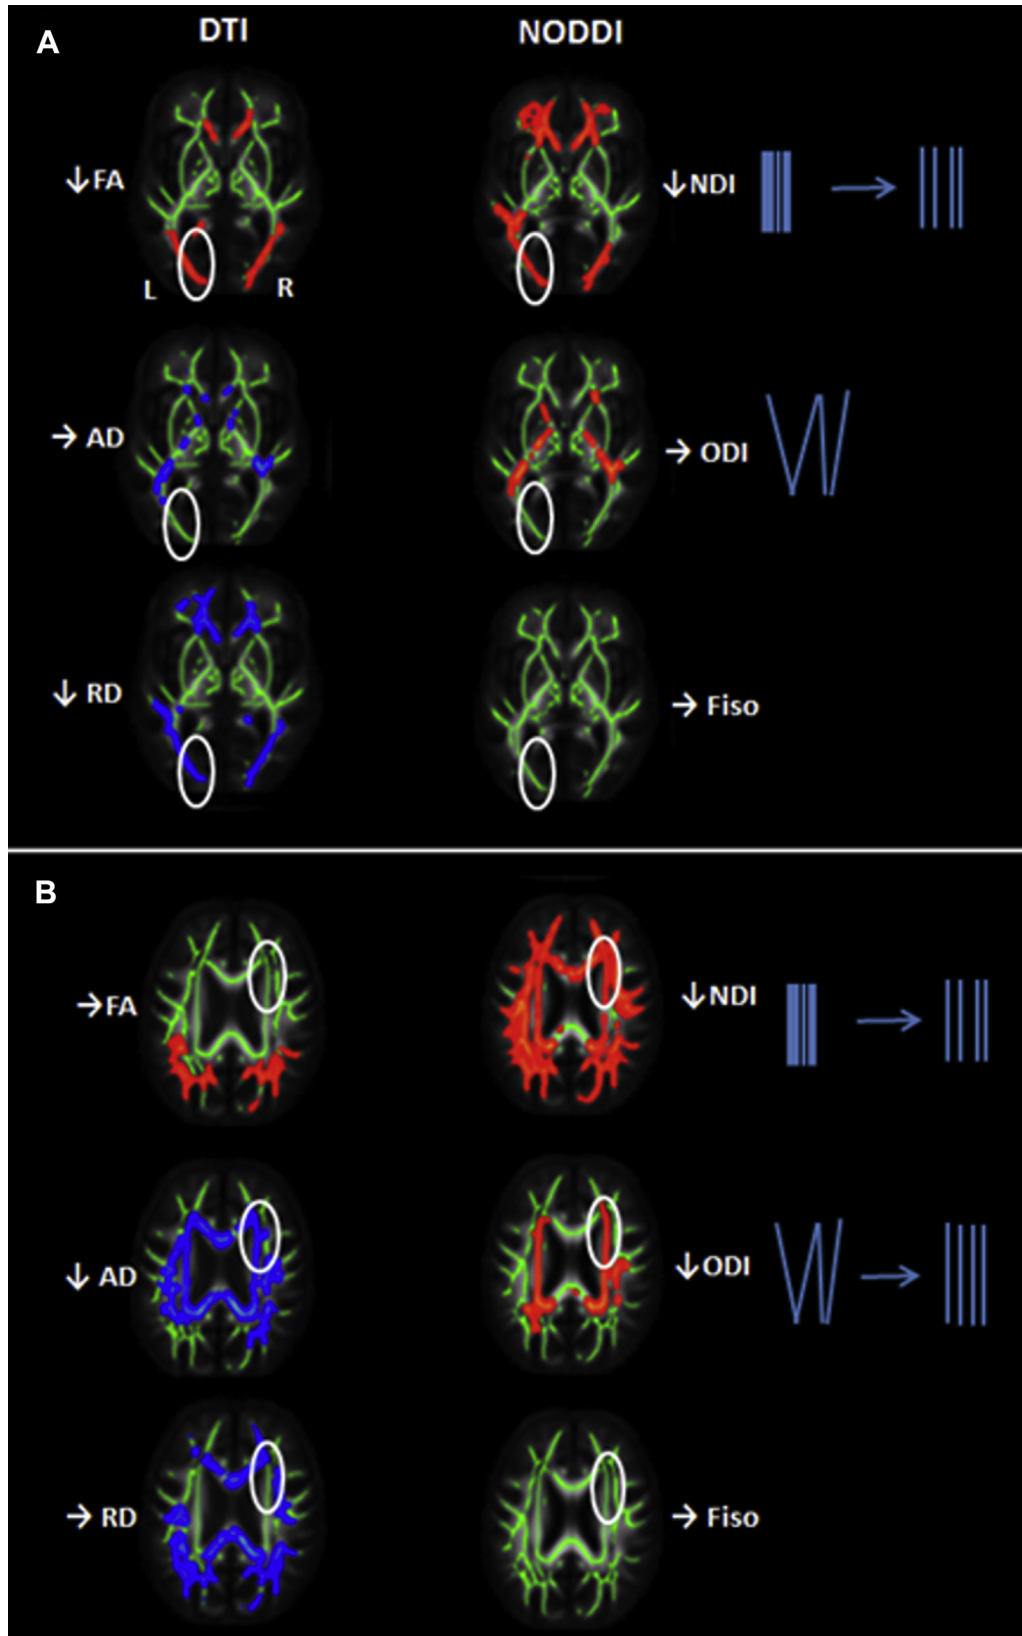 A
DTI
NODDI
↓FA
↓NDI
L
R
→ AD
→ ODI
↓ RD
→ Fiso
B
→FA
↓NDI
↓ AD
↓ODI
→ RD
→ Fiso